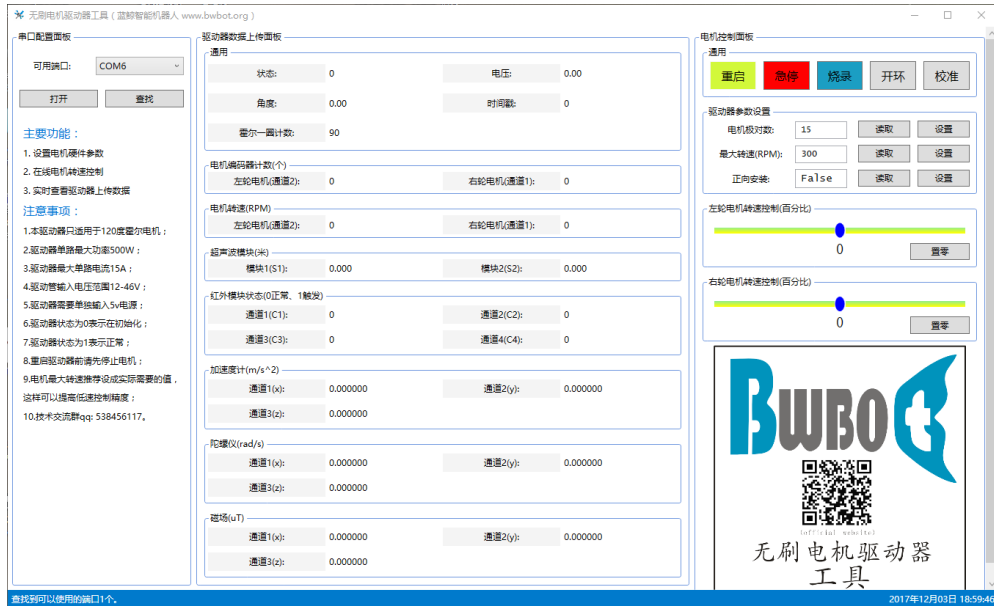 无刷电机驱动器工具 ( 蓝鲸智能机器人 www.bwbot.org )
串口配置面板
可用端口:
COM6
打开
查找
主要功能：
1. 设置电机硬件参数
2. 在线电机转速控制
3. 实时查看驱动器上传数据
注意事项：
1.本驱动器只适用于120度霍尔电机；
2.驱动器单路最大功率500W；
3.驱动器最大单路电流15A；
4.驱动管输入电压范围12-46V；
5.驱动器需要单独输入5v电源；
6.驱动器状态为0表示在初始化；
7.驱动器状态为1表示正常；
8.重启驱动器前请先停止电机；
9.电机最大转速推荐设成实际需要的值，
这样可以提高低速控制精度；
10.技术交流群qq: 538456117。
驱动器数据上传面板
通用
状态: 0 电压: 0.00
角度: 0.00 时间戳: 0
霍尔一圈计数: 90
电机编码器计数(个)
左轮电机(通道2): 0 右轮电机(通道1): 0
电机转速(RPM)
左轮电机(通道2): 0 右轮电机(通道1): 0
超声波模块(米)
模块1(S1): 0.000 模块2(S2): 0.000
红外模块状态(0正常、1触发)
通道1(C1): 0 通道2(C2): 0
通道3(C3): 0 通道4(C4): 0
加速度计(m/s^2)
通道1(x): 0.000000 通道2(y): 0.000000
通道3(z): 0.000000
陀螺仪(rad/s)
通道1(x): 0.000000 通道2(y): 0.000000
通道3(z): 0.000000
磁场(uT)
通道1(x): 0.000000 通道2(y): 0.000000
通道3(z): 0.000000
电机控制面板
通用
重启 急停 烧录 开环 校准
驱动器参数设置
电机极对数: 15 读取 设置
最大转速(RPM): 300 读取 设置
正向安装: False 读取 设置
左轮电机转速控制(百分比)
0
置零
右轮电机转速控制(百分比)
0
置零
BWBOt
[official website]
无刷电机驱动器
工具
查找到可以使用的端口1个。
2017年12月03日 18:59:46